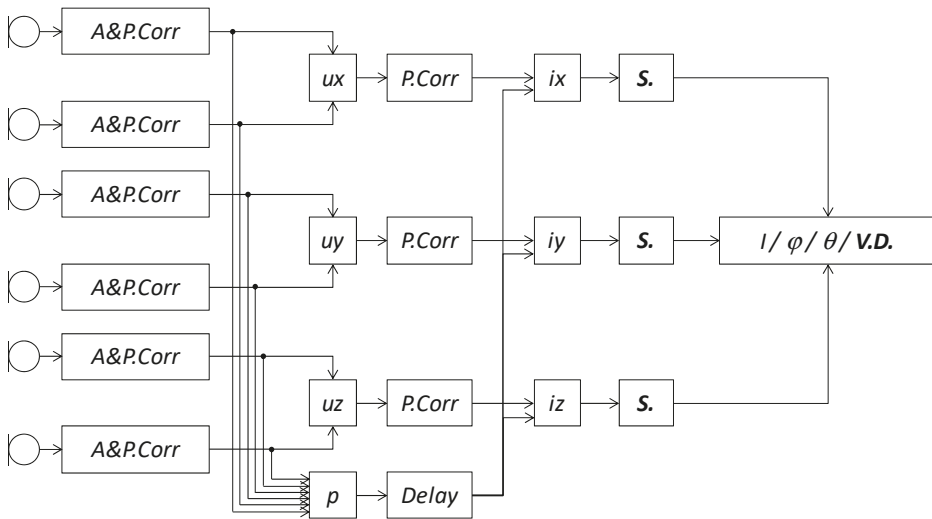 A&P.Corr
ux
P.Corr
ix
S.
A&P.Corr
A&P.Corr
uy
P.Corr
iy
S.
I / φ / θ / V.D.
A&P.Corr
A&P.Corr
uz
P.Corr
iz
S.
A&P.Corr
p
Delay